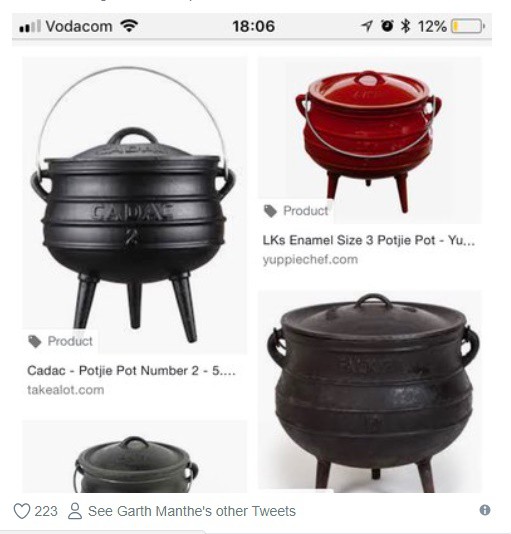 Vodacom 18:06 12%
CADAC
2
Product
Cadac - Potjie Pot Number 2 - 5....
takealot.com
Product
LKs Enamel Size 3 Potjie Pot - Yu...
yuppiechef.com
223 See Garth Manthe's other Tweets